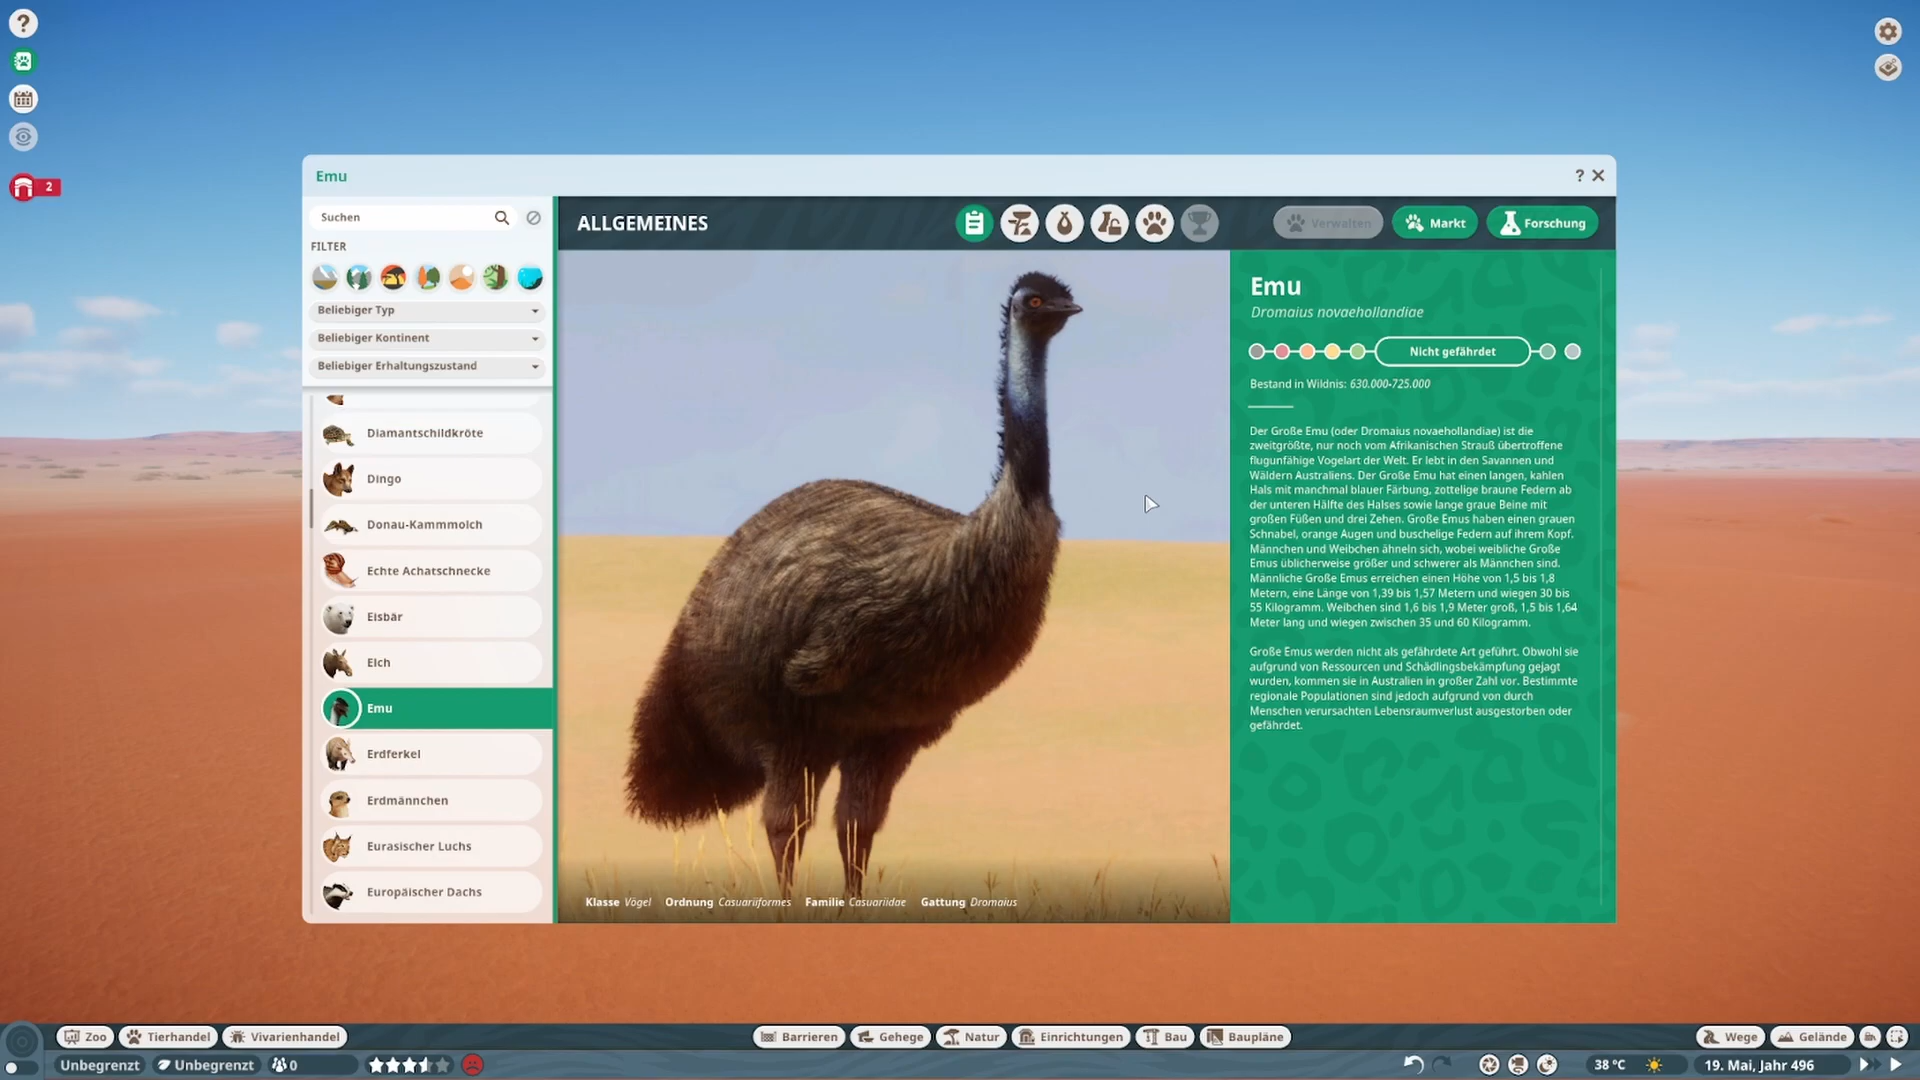 ?
2
Emu
? ✕
Suchen
FILTER
Beliebiger Typ
Beliebiger Kontinent
Beliebiger Erhaltungszustand
Diamantschildkröte
Dingo
Donau-Kammmolch
Echte Achatschnecke
Eisbär
Elch
Emu
Erdferkel
Erdmännchen
Eurasischer Luchs
Europäischer Dachs
ALLGEMEINES
Verwalten
Markt
Forschung
Klasse Vögel Ordnung Casuariiformes Familie Casuariidae Gattung Dromaius
Emu
Dromaius novaehollandiae
Nicht gefährdet
Bestand in Wildnis: 630.000-725.000
Der Große Emu (oder Dromaius novaehollandiae) ist die
zweitgrößte, nur noch vom Afrikanischen Strauß übertroffene
flugunfähige Vogelart der Welt. Er lebt in den Savannen und
Wäldern Australiens. Der Große Emu hat einen langen, kahlen
Hals mit manchmal blauer Färbung, zottelige braune Federn ab
der unteren Hälfte des Halses sowie lange graue Beine mit
großen Füßen und drei Zehen. Große Emus haben einen grauen
Schnabel, orange Augen und buschelige Federn auf ihrem Kopf.
Männchen und Weibchen ähneln sich, wobei weibliche Große
Emus üblicherweise größer und schwerer als Männchen sind.
Männliche Große Emus erreichen einen Höhe von 1,5 bis 1,8
Metern, eine Länge von 1,39 bis 1,57 Metern und wiegen 30 bis
55 Kilogramm. Weibchen sind 1,6 bis 1,9 Meter groß, 1,5 bis 1,64
Meter lang und wiegen zwischen 35 und 60 Kilogramm.
Große Emus werden nicht als gefährdete Art geführt. Obwohl sie
aufgrund von Ressourcen und Schädlingsbekämpfung gejagt
wurden, kommen sie in Australien in großer Zahl vor. Bestimmte
regionale Populationen sind jedoch aufgrund von durch
Menschen verursachten Lebensraumverlust ausgestorben oder
gefährdet.
Zoo
Tierhandel
Vivarienhandel
Barrieren
Gehege
Natur
Einrichtungen
Bau
Baupläne
Wege
Gelände
Unbegrenzt
Unbegrenzt
0
38 °C
19. Mai, Jahr 496